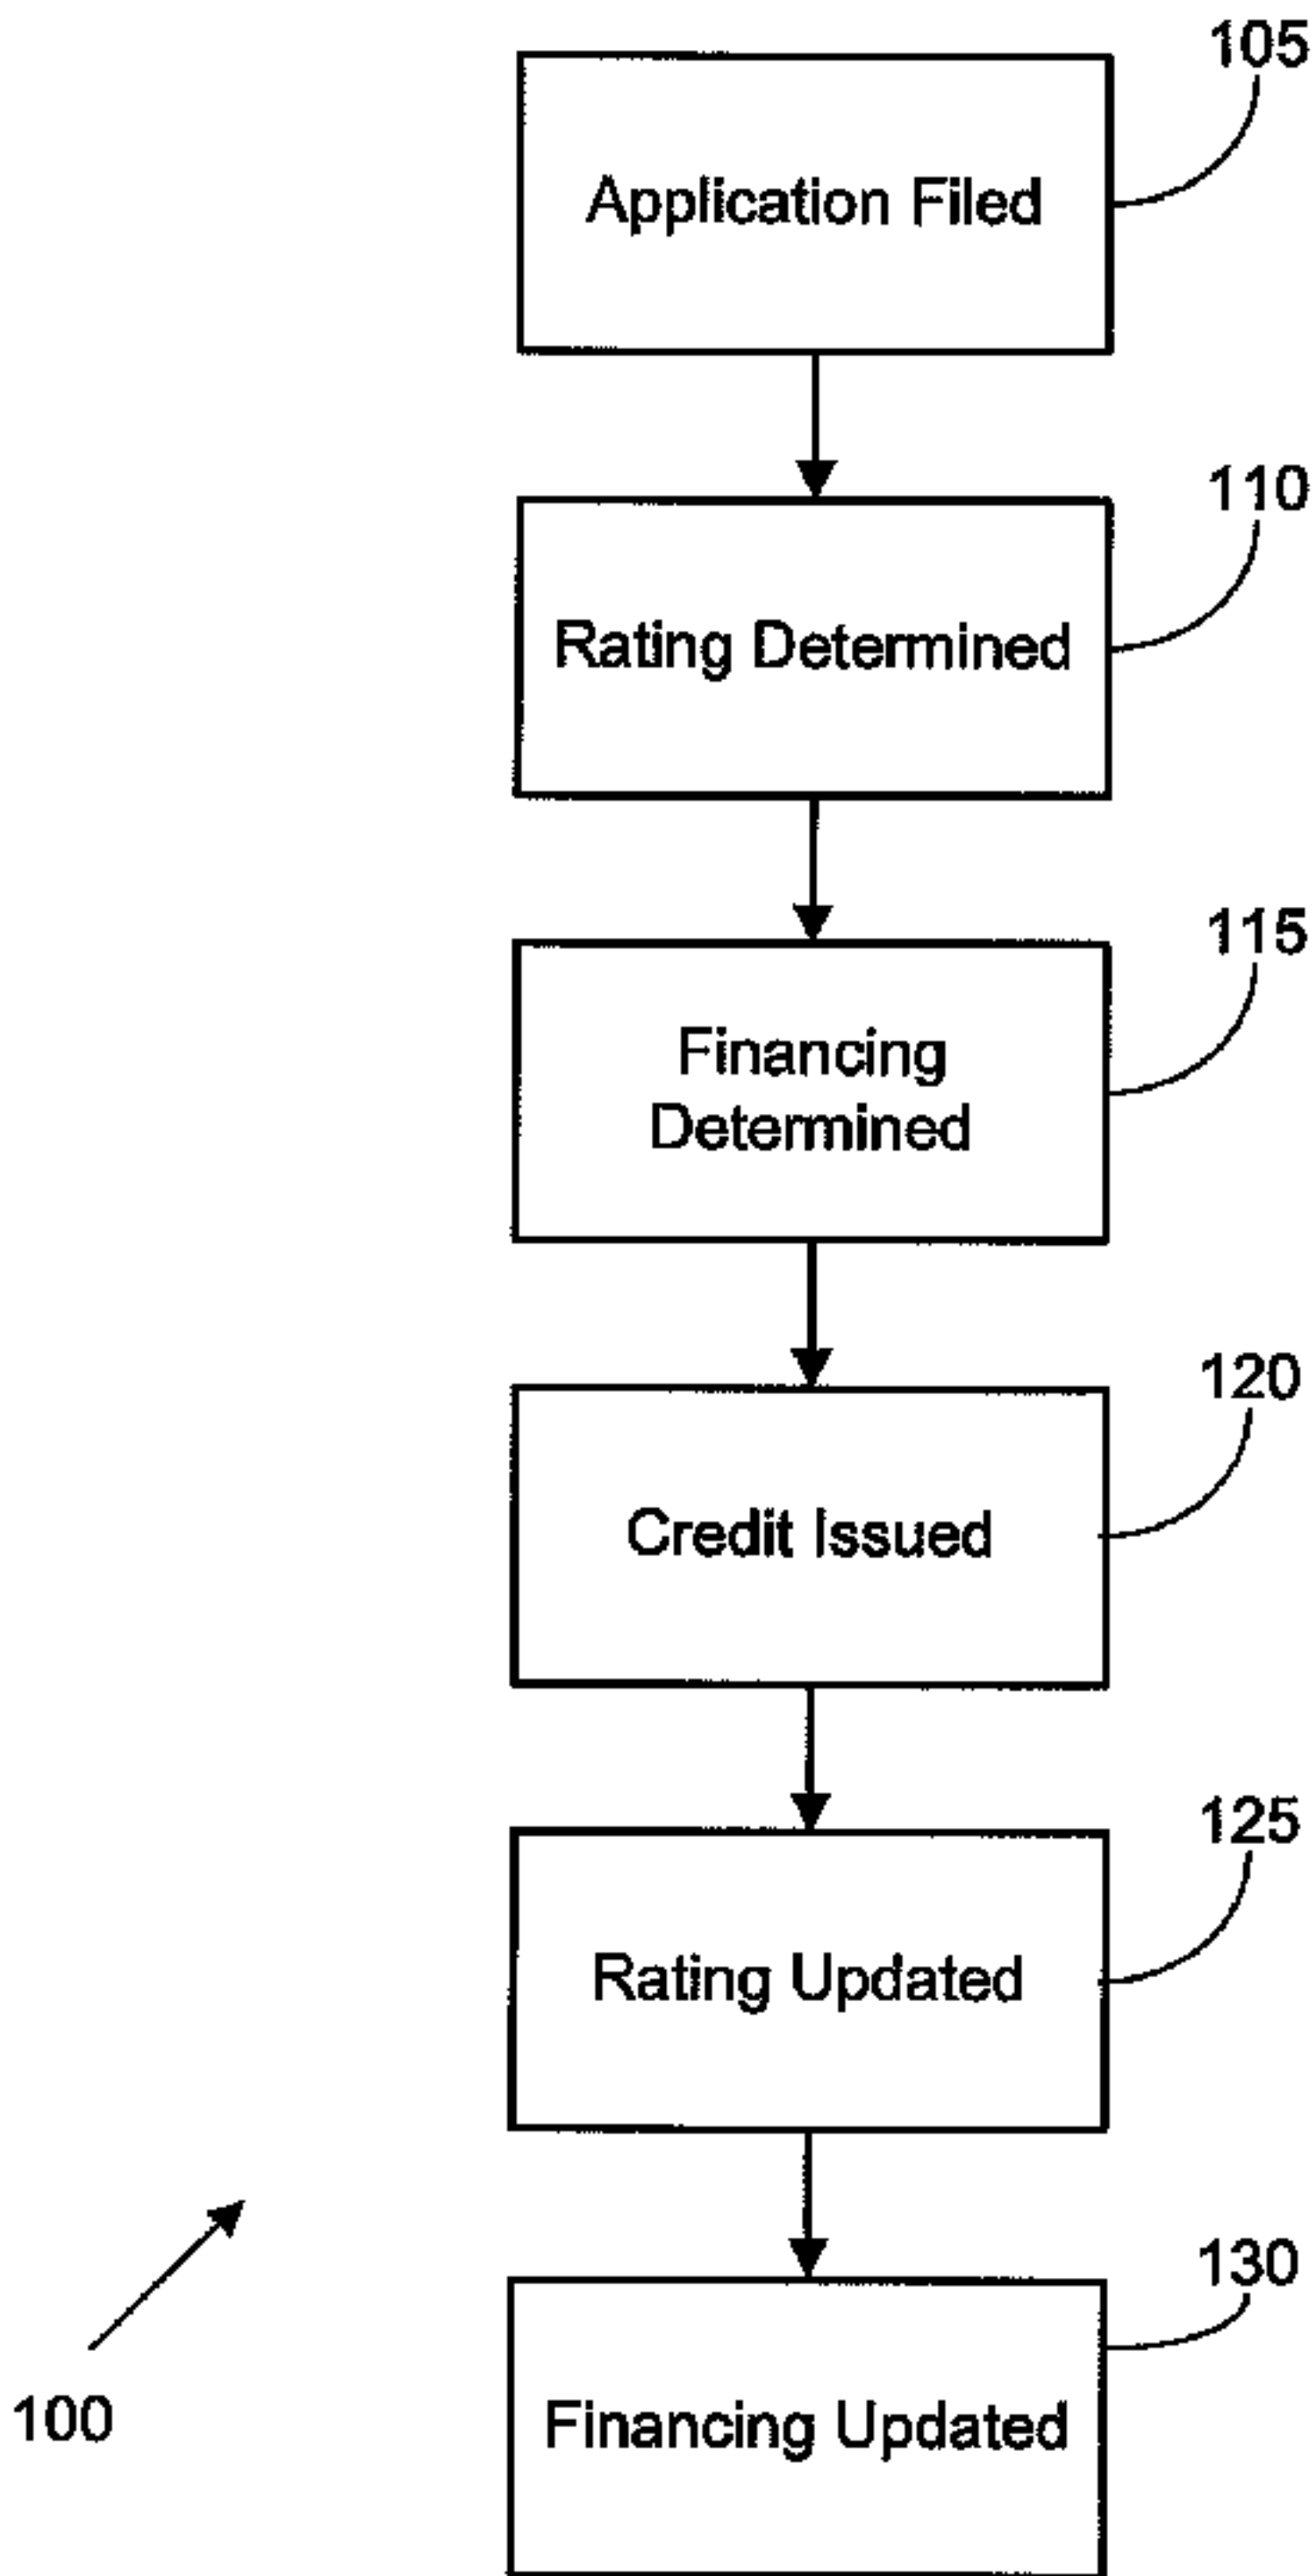 105
Application Filed
110
Rating Determined
115
Financing
Determined
120
Credit Issued
125
Rating Updated
130
Financing Updated
100